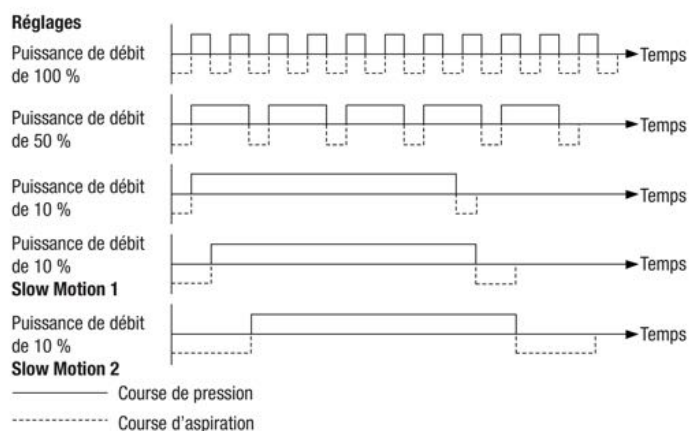 Réglages
Puissance de débit
de 100 %
Temps
Puissance de débit
de 50 %
Temps
Puissance de débit
de 10 %
Temps
Puissance de débit
de 10 %
Slow Motion 1
Temps
Puissance de débit
de 10 %
Slow Motion 2
Temps
Course de pression
Course d'aspiration